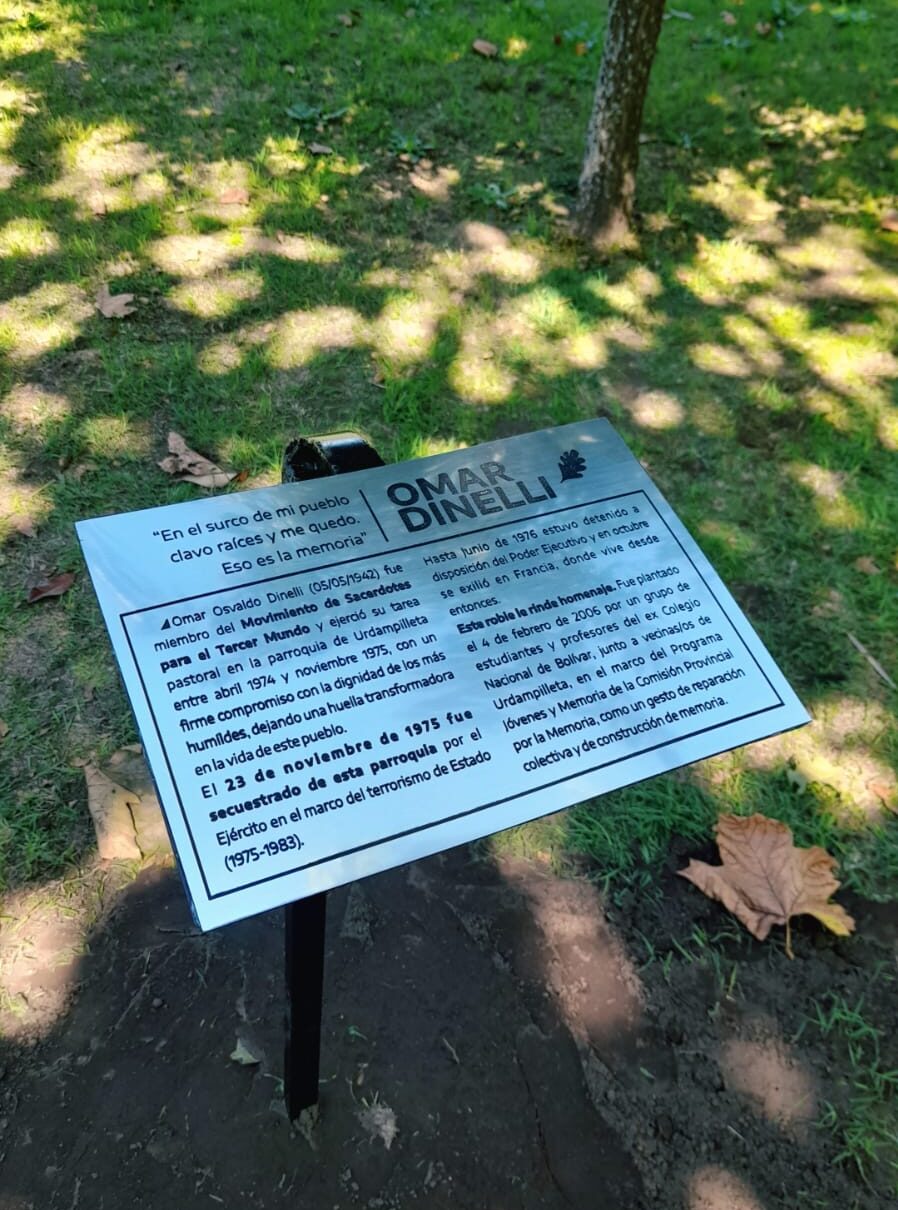 “En el surco de mi pueblo
clavo raíces y me quedo.
Eso es la memoria”
OMAR
DINELLI
Omar Osvaldo Dinelli (05/05/1942) fue
miembro del Movimiento de Sacerdotes
para el Tercer Mundo y ejerció su tarea
pastoral en la parroquia de Urdampilleta
entre abril 1974 y noviembre 1975, con un
firme compromiso con la dignidad de los más
humildes, dejando una huella transformadora
en la vida de este pueblo.
El 23 de noviembre de 1975 fue
secuestrado de esta parroquia por el
Ejército en el marco del terrorismo de Estado
(1975-1983).
Hasta junio de 1976 estuvo detenido a
disposición del Poder Ejecutivo y en octubre
se exilió en Francia, donde vive desde
entonces.
Este roble le rinde homenaje. Fue plantado
el 4 de febrero de 2006 por un grupo de
estudiantes y profesores del ex Colegio
Nacional de Bolívar, junto a vecinas/os de
Urdampilleta, en el marco del Programa
Jóvenes y Memoria de la Comisión Provincial
por la Memoria, como un gesto de reparación
colectiva y de construcción de memoria.